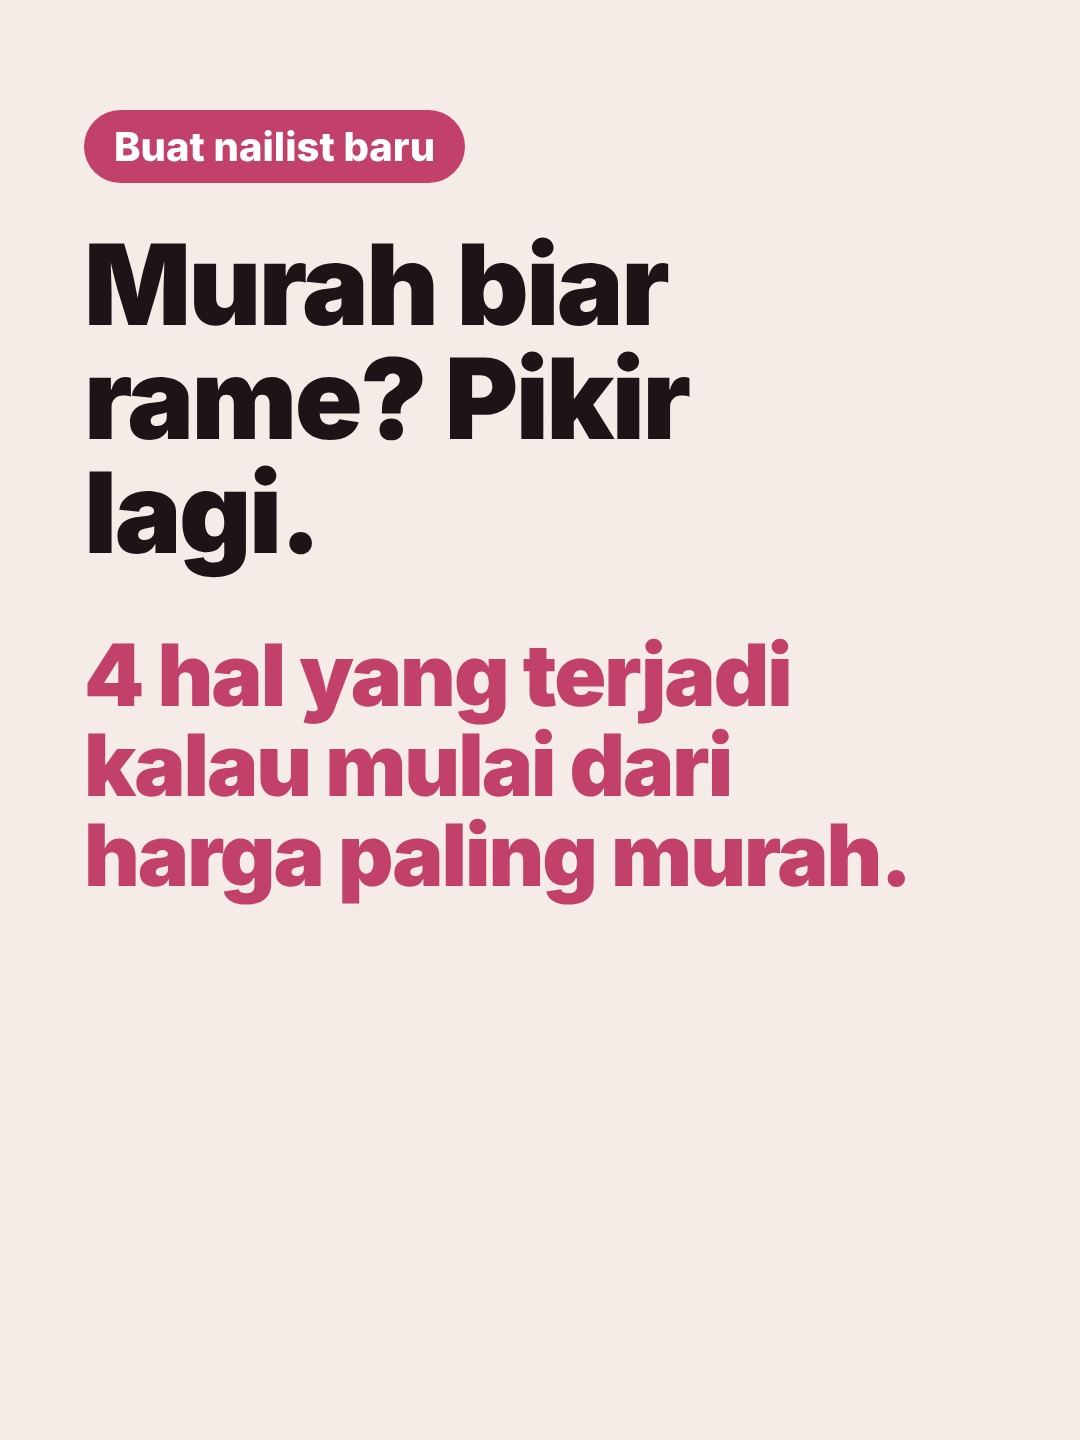 Buat nailist baru
Murah biar
rame? Pikir
lagi.
4 hal yang terjadi
kalau mulai dari
harga paling murah.